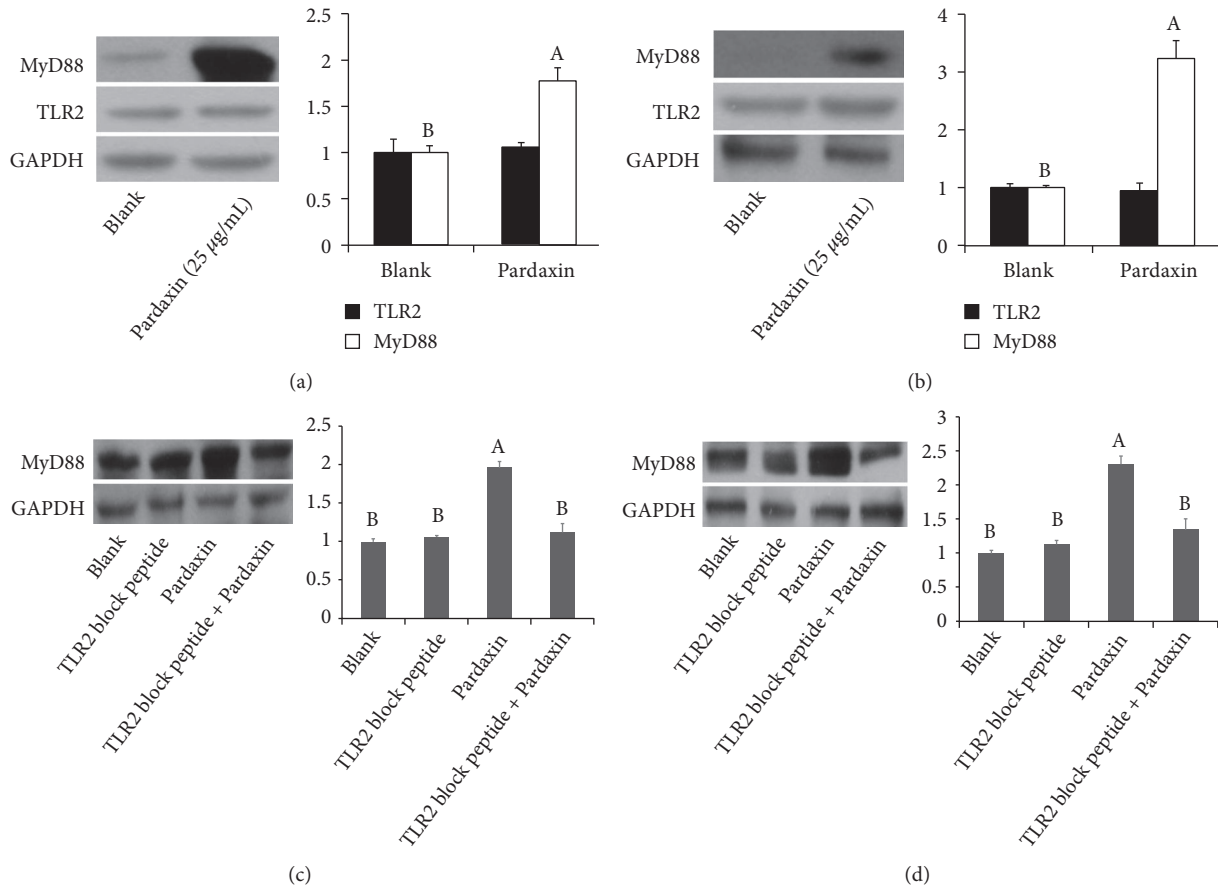 MyD88
TLR2
GAPDH
Blank
Pardaxin (25 μg/mL)
2.5
2
1.5
1
0.5
0
B
A
Blank
Pardaxin
TLR2
MyD88
(a)
MyD88
TLR2
GAPDH
Blank
Pardaxin (25 μg/mL)
4
3
2
1
0
B
A
Blank
Pardaxin
TLR2
MyD88
(b)
MyD88
GAPDH
Blank
TLR2 block peptide
Pardaxin
TLR2 block peptide + Pardaxin
2.5
2
1.5
1
0.5
0
B
B
A
B
Blank
TLR2 block peptide
Pardaxin
TLR2 block peptide + Pardaxin
(c)
MyD88
GAPDH
Blank
TLR2 block peptide
Pardaxin
TLR2 block peptide + Pardaxin
3
2.5
2
1.5
1
0.5
0
B
B
A
B
Blank
TLR2 block peptide
Pardaxin
TLR2 block peptide + Pardaxin
(d)